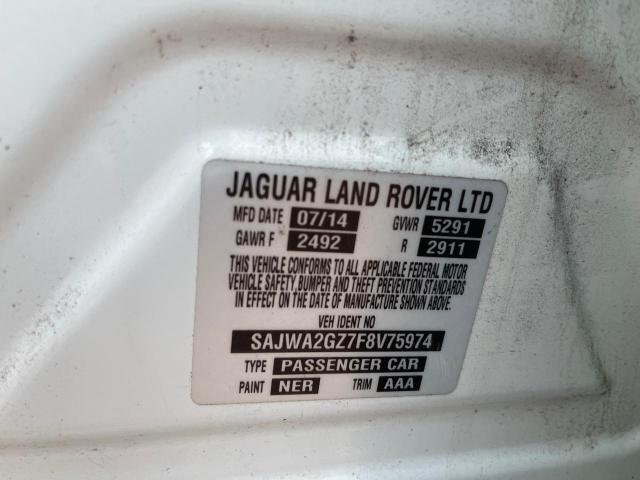 JAGUAR LAND ROVER LTD
MFD DATE 07/14 GVWR 5291
GAWR F 2492 R 2911
THIS VEHICLE CONFORMS TO ALL APPLICABLE FEDERAL MOTOR
VEHICLE SAFETY, BUMPER AND THEFT PREVENTION STANDARDS
IN EFFECT ON THE DATE OF MANUFACTURE SHOWN ABOVE.
VEH IDENT NO
SAJWA2GZ7F8V75974
TYPE PASSENGER CAR
PAINT NER TRIM AAA